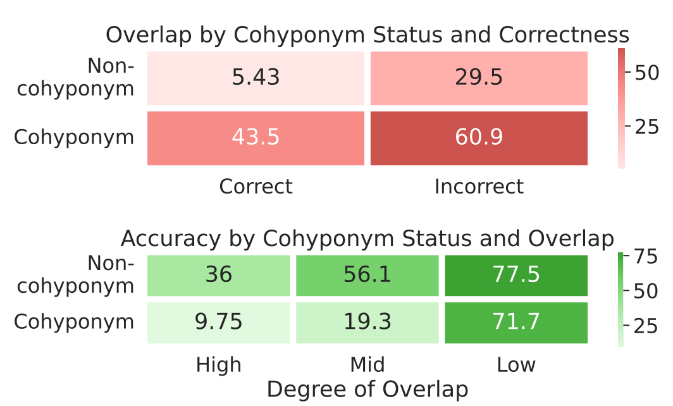 Overlap by Cohyponym Status and Correctness
Non-
cohyponym
5.43
29.5
Cohyponym
43.5
60.9
Correct
Incorrect
50
25
Accuracy by Cohyponym Status and Overlap
Non-
cohyponym
36
56.1
77.5
Cohyponym
9.75
19.3
71.7
High
Mid
Low
Degree of Overlap
75
50
25